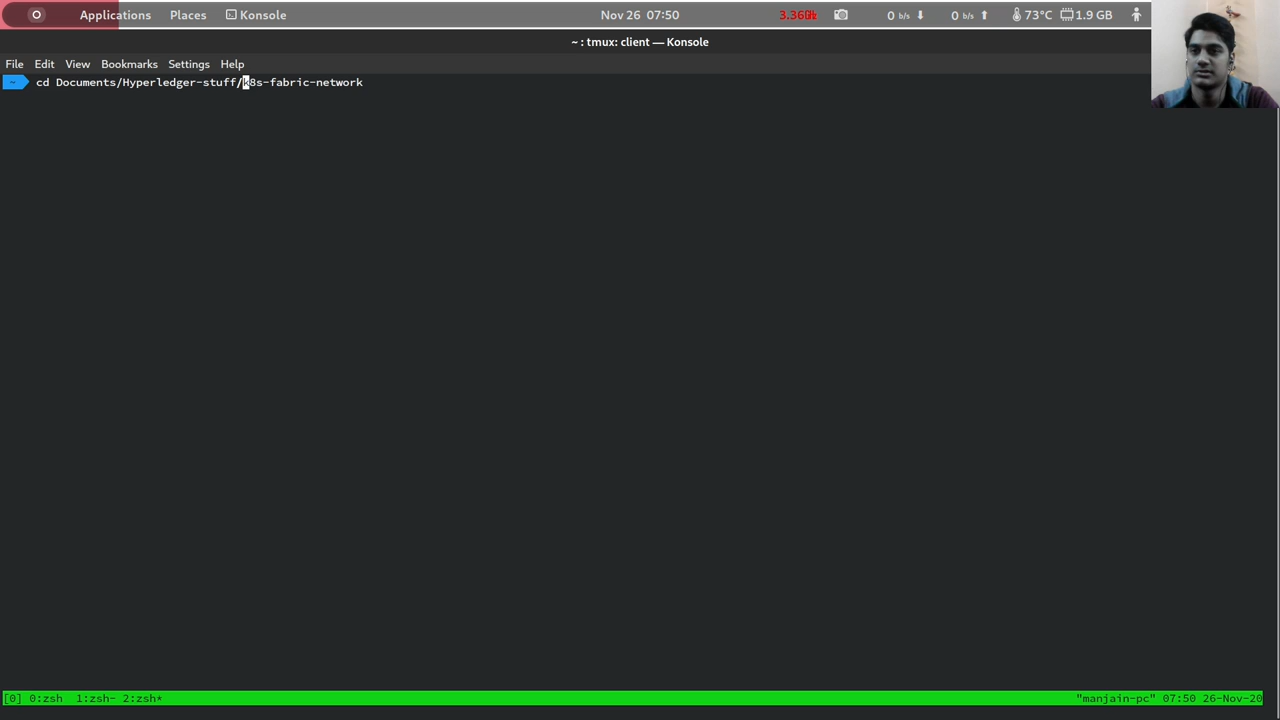 Applications Places Konsole Nov 26 07:50 0 b/s 0 b/s 73°C 1.9 GB
~ : tmux: client — Konsole
File Edit View Bookmarks Settings Help
~ cd Documents/Hyperledger-stuff/k8s-fabric-network
[0] 0:zsh 1:zsh- 2:zsh* "manjain-pc" 07:50 26-Nov-20